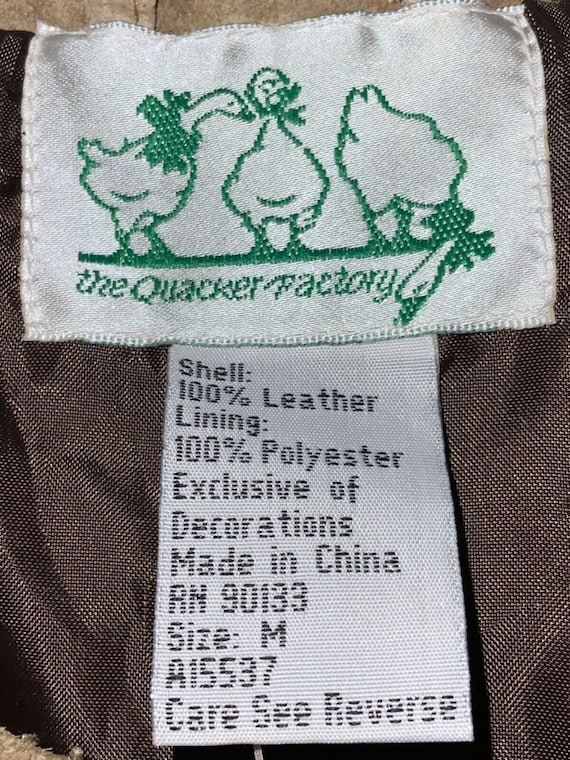 the Quacker Factory
Shell:
100% Leather
Lining:
100% Polyester
Exclusive of
Decorations
Made in China
RN 90133
Size: M
A15537
Care See Reverse